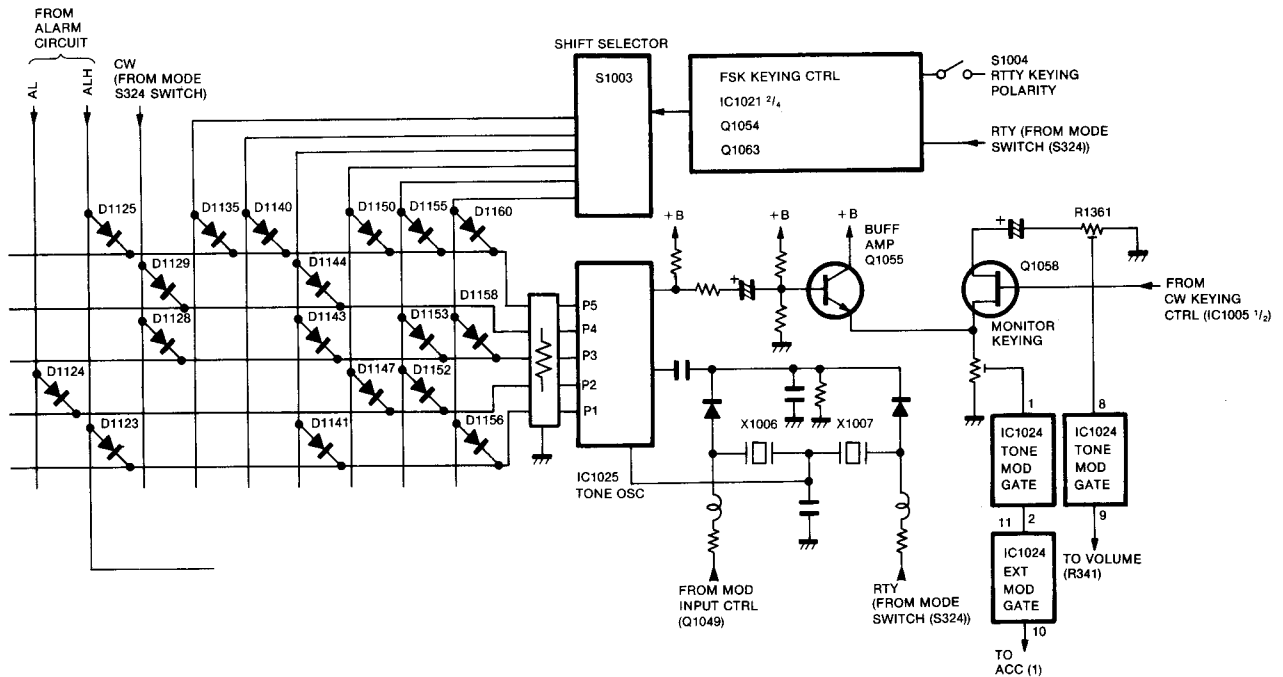 FROM
ALARM
CIRCUIT
AL
ALH
CW
(FROM MODE
S324 SWITCH)
SHIFT SELECTOR
S1003
FSK KEYING CTRL
IC1021 2/4
Q1054
Q1063
S1004
RTTY KEYING
POLARITY
RTY (FROM MODE
SWITCH (S324))
D1125
D1135
D1140
D1150
D1155
D1160
D1129
D1144
D1128
D1143
D1153
D1158
D1124
D1147
D1152
D1123
D1141
D1156
P5
P4
P3
P2
P1
IC1025
TONE OSC
+B
+B
+B
+
BUFF
AMP
Q1055
+
R1361
Q1058
MONITOR
KEYING
FROM
CW KEYING
CTRL (IC1005 1/2)
X1006
X1007
FROM MOD
INPUT CTRL
(Q1049)
RTY
(FROM MODE
SWITCH (S324))
1
IC1024
TONE
MOD
GATE
2
8
IC1024
TONE
MOD
GATE
9
TO VOLUME
(R341)
11
IC1024
EXT
MOD
GATE
10
TO
ACC (1)